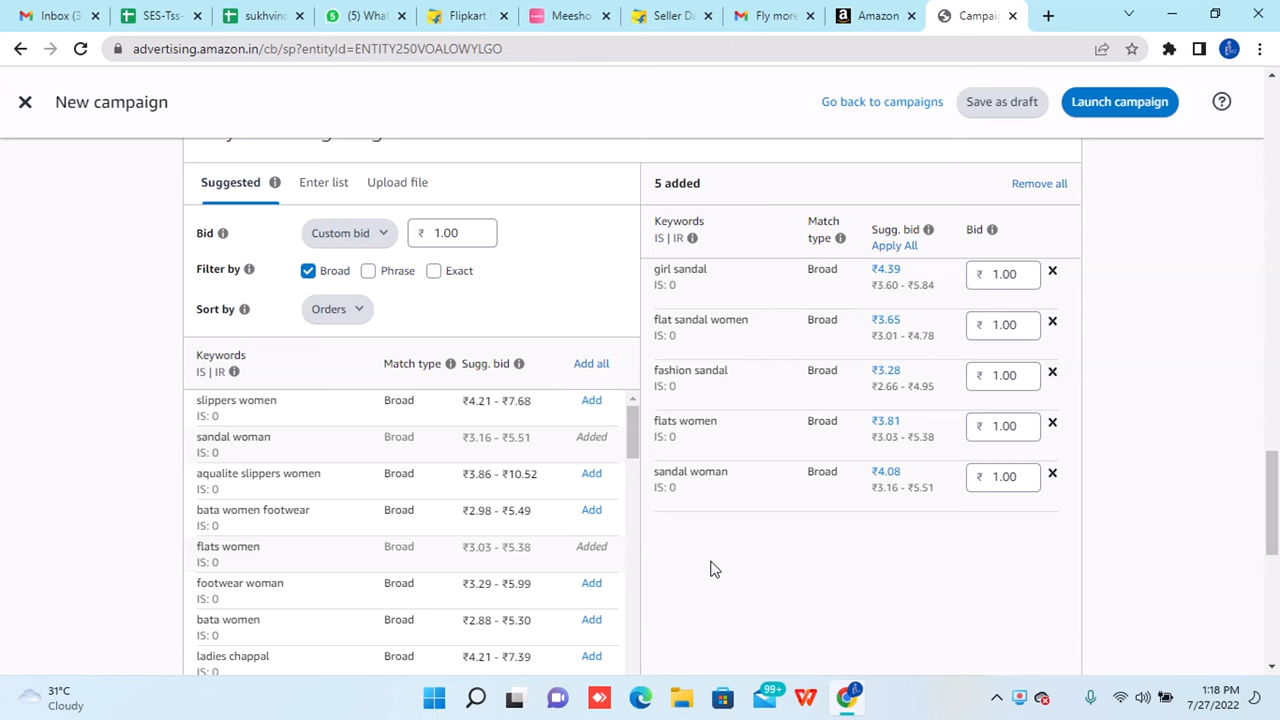 Inbox (3
SES-Tss-
sukhvind
(5) What
Flipkart
Meesho
Seller Da
Fly more
Amazon
Campai
advertising.amazon.in/cb/sp?entityId=ENTITY250VOALOWYLGO
New campaign
Go back to campaigns
Save as draft
Launch campaign
Suggested
Enter list
Upload file
5 added
Remove all
Bid
Custom bid
₹ 1.00
Filter by
Broad
Phrase
Exact
Sort by
Orders
Keywords
IS | IR
Match type
Sugg. bid
Add all
slippers women
IS: 0
Broad
₹4.21 - ₹7.68
Add
sandal woman
IS: 0
Broad
₹3.16 - ₹5.51
Added
aqualite slippers women
IS: 0
Broad
₹3.86 - ₹10.52
Add
bata women footwear
IS: 0
Broad
₹2.98 - ₹5.49
Add
flats women
IS: 0
Broad
₹3.03 - ₹5.38
Added
footwear woman
IS: 0
Broad
₹3.29 - ₹5.99
Add
bata women
IS: 0
Broad
₹2.88 - ₹5.30
Add
ladies chappal
IS: 0
Broad
₹4.21 - ₹7.39
Add
Keywords
IS | IR
Match
type
Sugg. bid
Apply All
Bid
girl sandal
IS: 0
Broad
₹4.39
₹3.60 - ₹5.84
₹ 1.00
flat sandal women
IS: 0
Broad
₹3.65
₹3.01 - ₹4.78
₹ 1.00
fashion sandal
IS: 0
Broad
₹3.28
₹2.66 - ₹4.95
₹ 1.00
flats women
IS: 0
Broad
₹3.81
₹3.03 - ₹5.38
₹ 1.00
sandal woman
IS: 0
Broad
₹4.08
₹3.16 - ₹5.51
₹ 1.00
31°C
Cloudy
99+
1:18 PM
7/27/2022